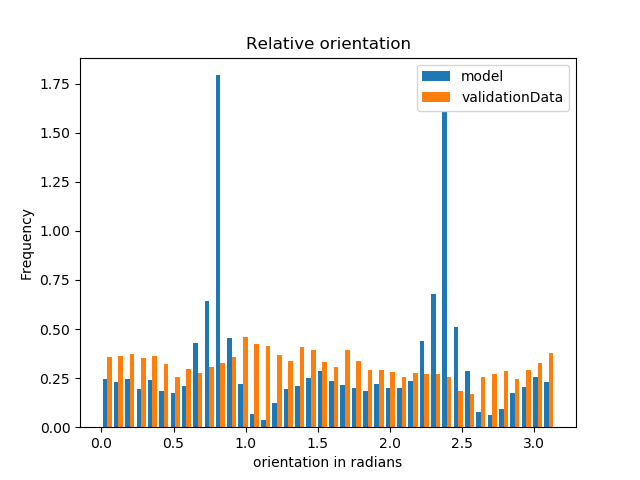 Relative orientation
model
validationData
Frequency
1.75
1.50
1.25
1.00
0.75
0.50
0.25
0.00
0.0 0.5 1.0 1.5 2.0 2.5 3.0
orientation in radians